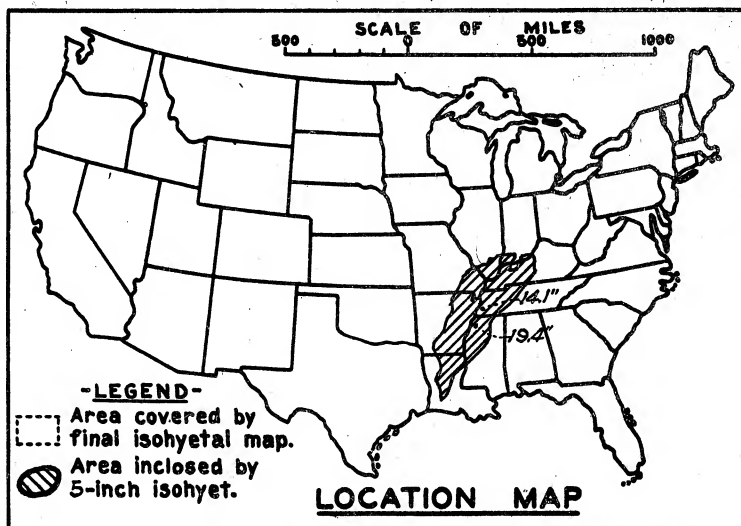 SCALE OF MILES
500 0 500 1000
14.1"
19.4"
-LEGEND-
Area covered by
final isohyetal map.
Area inclosed by
5-inch isohyet.
LOCATION MAP